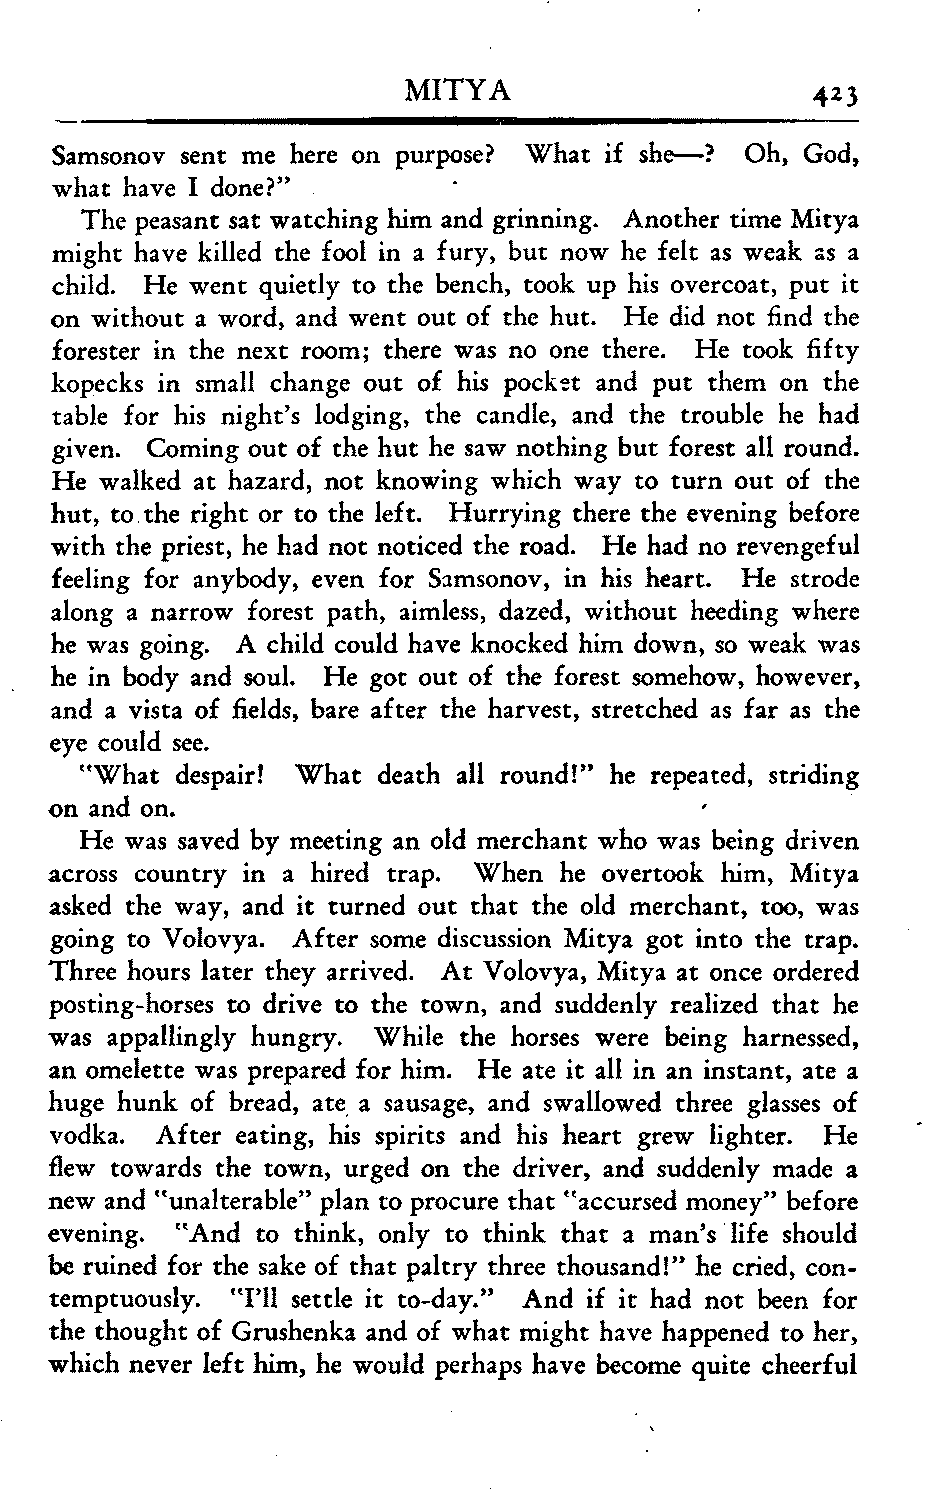 MITYA 423
Samsonov sent me here on purpose? What if she—? Oh, God,
what have I done?"
The peasant sat watching him and grinning. Another time Mitya
might have killed the fool in a fury, but now he felt as weak as a
child. He went quietly to the bench, took up his overcoat, put it
on without a word, and went out of the hut. He did not find the
forester in the next room; there was no one there. He took fifty
kopecks in small change out of his pocket and put them on the
table for his night's lodging, the candle, and the trouble he had
given. Coming out of the hut he saw nothing but forest all round.
He walked at hazard, not knowing which way to turn out of the
hut, to the right or to the left. Hurrying there the evening before
with the priest, he had not noticed the road. He had no revengeful
feeling for anybody, even for Samsonov, in his heart. He strode
along a narrow forest path, aimless, dazed, without heeding where
he was going. A child could have knocked him down, so weak was
he in body and soul. He got out of the forest somehow, however,
and a vista of fields, bare after the harvest, stretched as far as the
eye could see.
"What despair! What death all round!" he repeated, striding
on and on.
He was saved by meeting an old merchant who was being driven
across country in a hired trap. When he overtook him, Mitya
asked the way, and it turned out that the old merchant, too, was
going to Volovya. After some discussion Mitya got into the trap.
Three hours later they arrived. At Volovya, Mitya at once ordered
posting-horses to drive to the town, and suddenly realized that he
was appallingly hungry. While the horses were being harnessed,
an omelette was prepared for him. He ate it all in an instant, ate a
huge hunk of bread, ate a sausage, and swallowed three glasses of
vodka. After eating, his spirits and his heart grew lighter. He
flew towards the town, urged on the driver, and suddenly made a
new and "unalterable" plan to procure that "accursed money" before
evening. "And to think, only to think that a man's life should
be ruined for the sake of that paltry three thousand!" he cried, con-
temptuously. "I'll settle it to-day." And if it had not been for
the thought of Grushenka and of what might have happened to her,
which never left him, he would perhaps have become quite cheerful